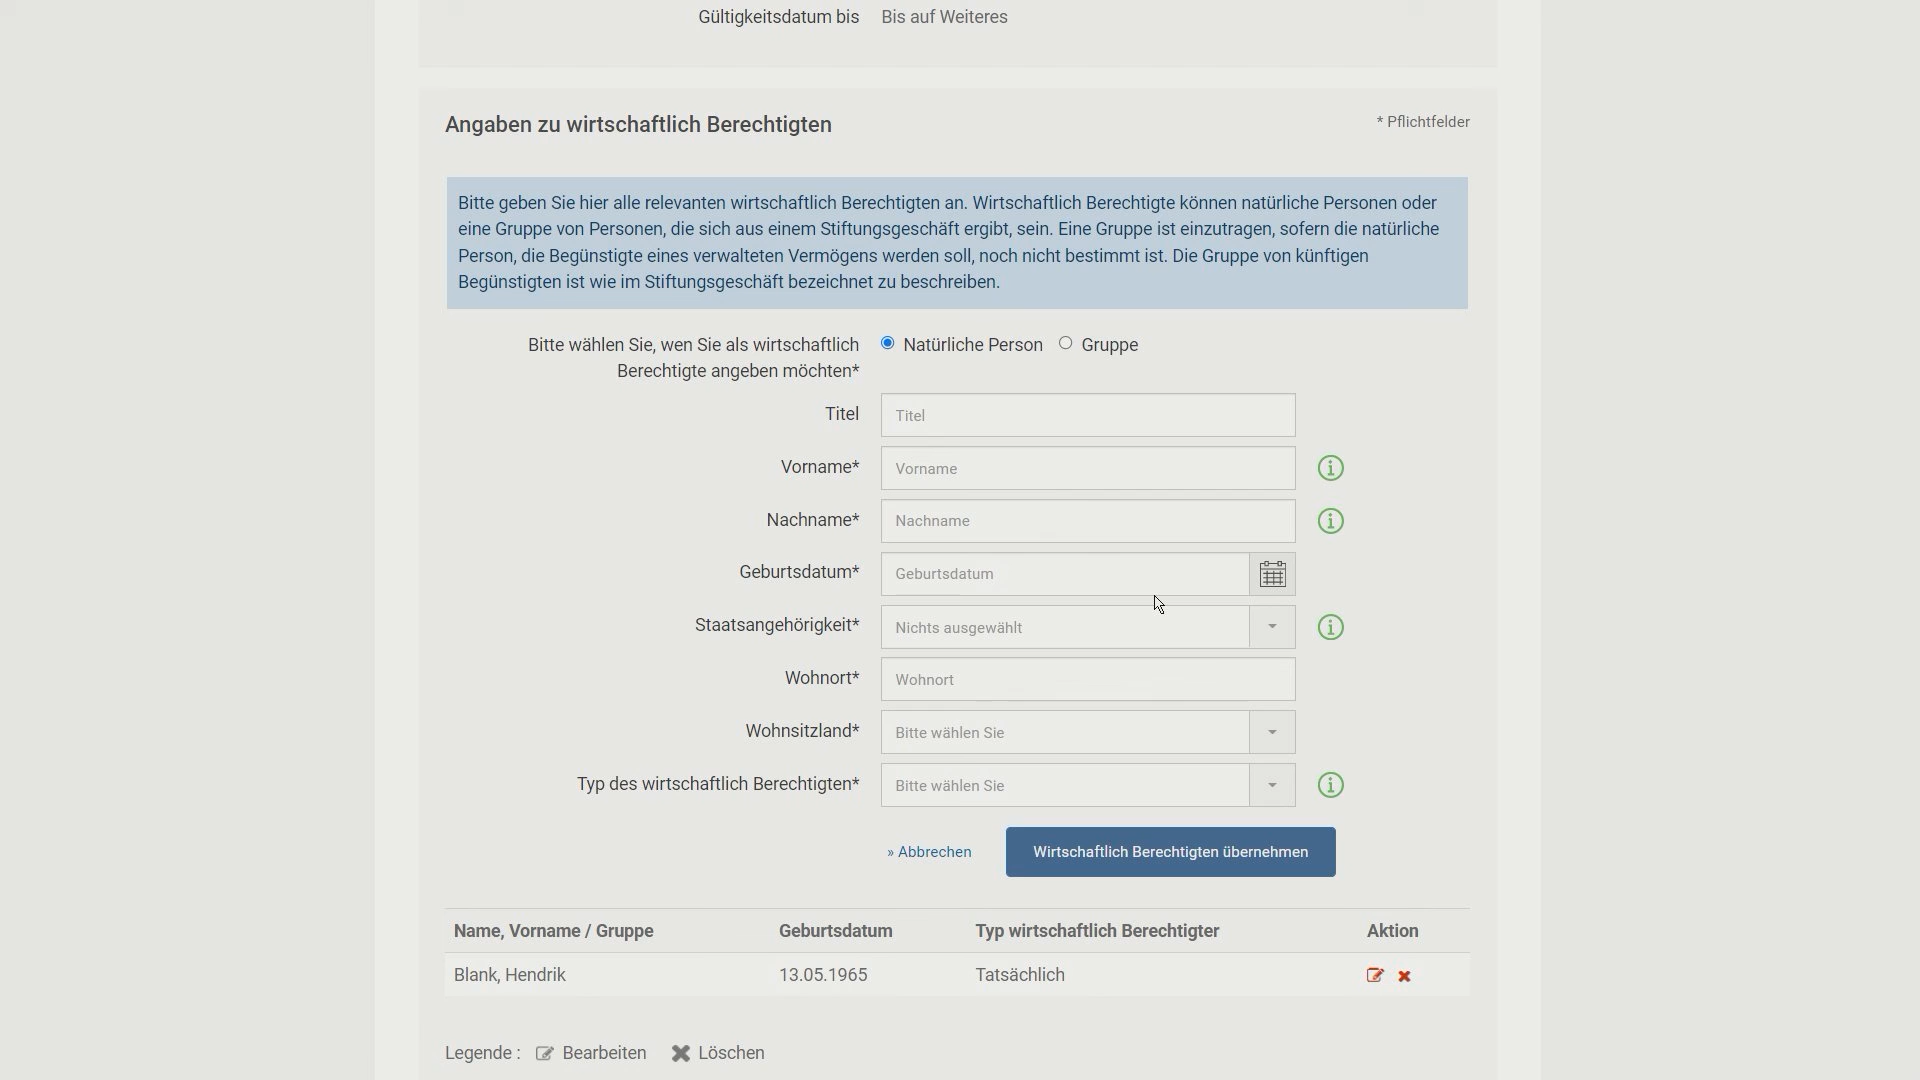 Gültigkeitsdatum bis Bis auf Weiteres
Angaben zu wirtschaftlich Berechtigten
* Pflichtfelder
Bitte geben Sie hier alle relevanten wirtschaftlich Berechtigten an. Wirtschaftlich Berechtigte können natürliche Personen oder
eine Gruppe von Personen, die sich aus einem Stiftungsgeschäft ergibt, sein. Eine Gruppe ist einzutragen, sofern die natürliche
Person, die Begünstigte eines verwalteten Vermögens werden soll, noch nicht bestimmt ist. Die Gruppe von künftigen
Begünstigten ist wie im Stiftungsgeschäft bezeichnet zu beschreiben.
Bitte wählen Sie, wen Sie als wirtschaftlich
Berechtigte angeben möchten*
Natürliche Person Gruppe
Titel Titel
Vorname* Vorname
Nachname* Nachname
Geburtsdatum* Geburtsdatum
Staatsangehörigkeit* Nichts ausgewählt
Wohnort* Wohnort
Wohnsitzland* Bitte wählen Sie
Typ des wirtschaftlich Berechtigten* Bitte wählen Sie
» Abbrechen Wirtschaftlich Berechtigten übernehmen
Name, Vorname / Gruppe Geburtsdatum Typ wirtschaftlich Berechtigter Aktion
Blank, Hendrik 13.05.1965 Tatsächlich
Legende : Bearbeiten Löschen